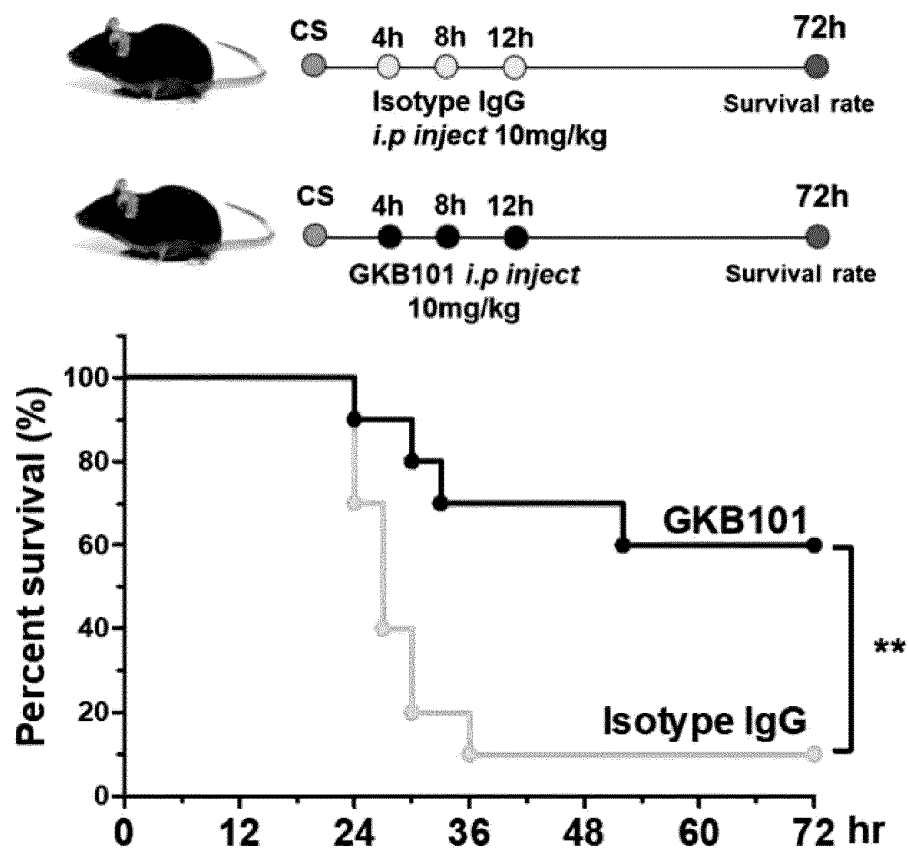 CS 4h 8h 12h 72h
Isotype IgG
i.p inject 10mg/kg
Survival rate
CS 4h 8h 12h 72h
GKB101 i.p inject
10mg/kg
Survival rate
Percent survival (%)
100
80
60
40
20
0
GKB101
**
Isotype IgG
0 12 24 36 48 60 72 hr